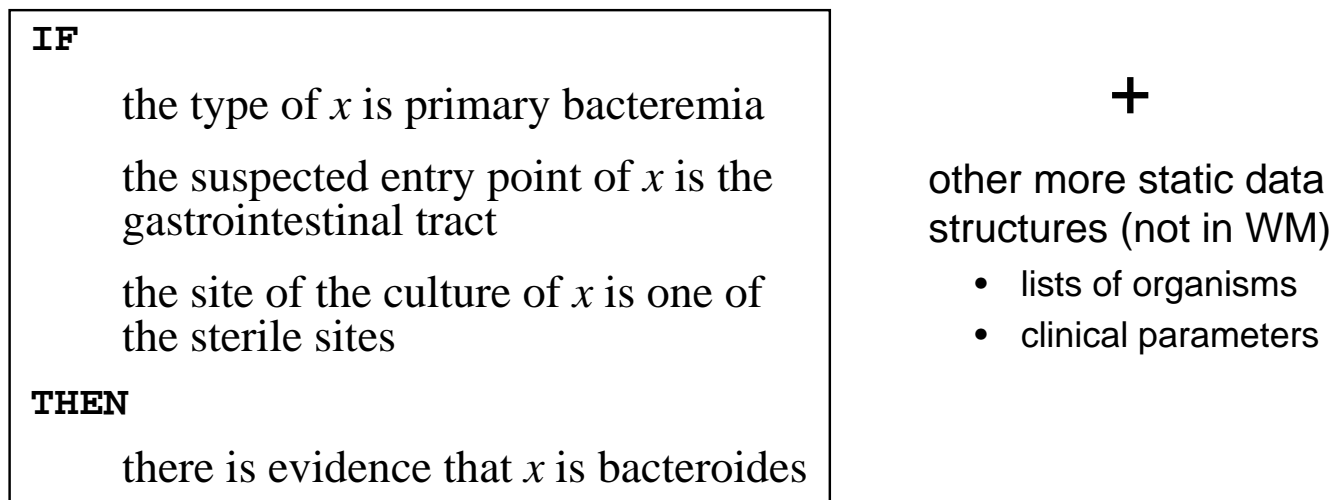 IF
the type of x is primary bacteremia
the suspected entry point of x is the
gastrointestinal tract
the site of the culture of x is one of
the sterile sites
THEN
there is evidence that x is bacteroides
+
other more static data
structures (not in WM)
• lists of organisms
• clinical parameters